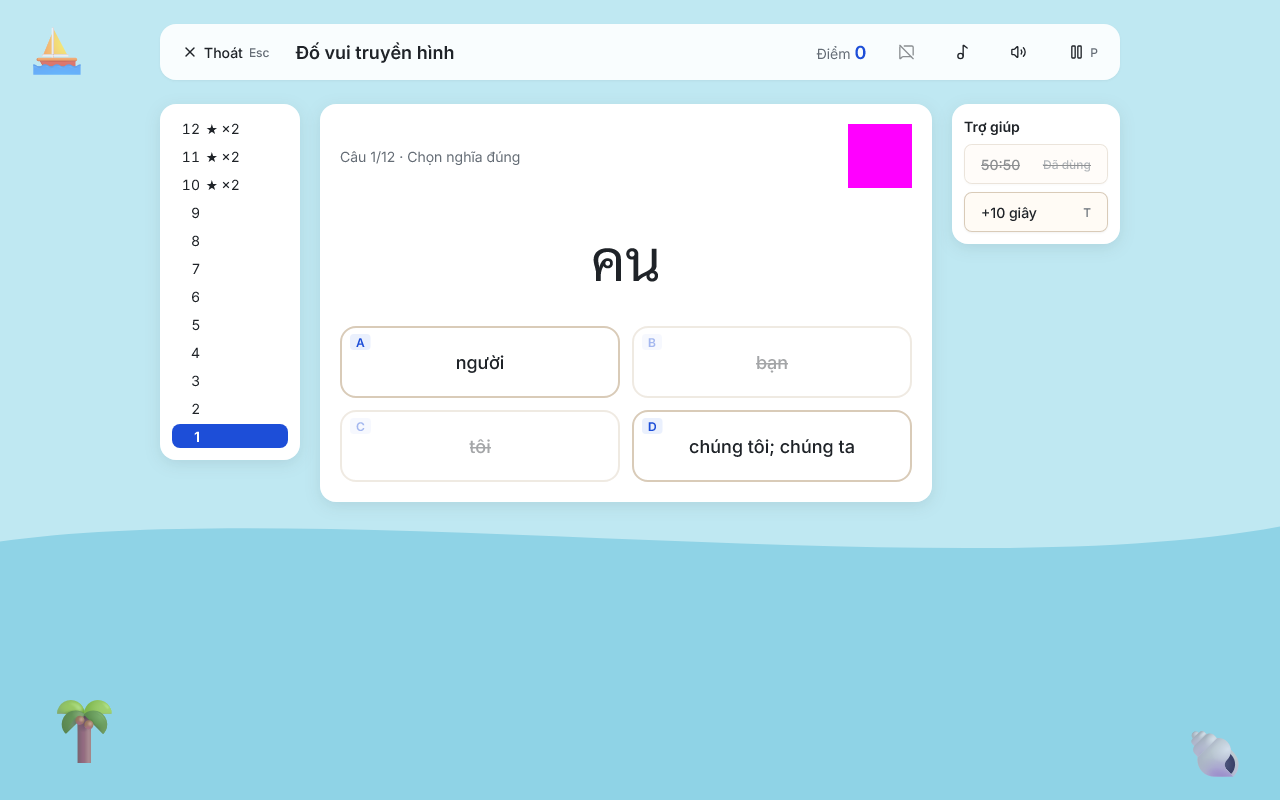 Thoát Esc
Đố vui truyền hình
Điểm 0
P
12 ★ ×2
11 ★ ×2
10 ★ ×2
9
8
7
6
5
4
3
2
1
Câu 1/12 · Chọn nghĩa đúng
คน
A
người
B
bạn
C
tôi
D
chúng tôi; chúng ta
Trợ giúp
50:50 Đã dùng
+10 giây T